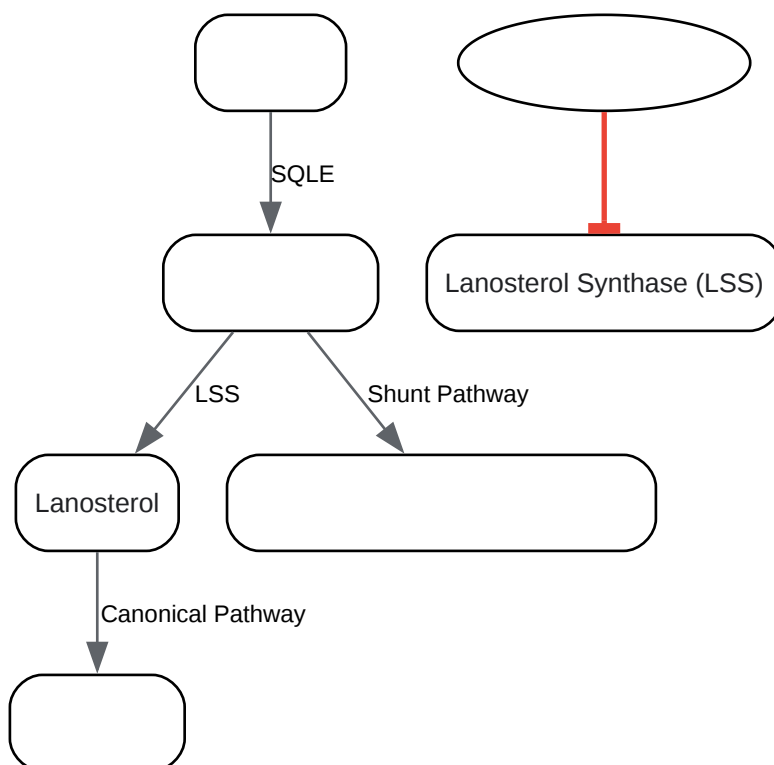 SQLE
Lanosterol Synthase (LSS)
LSS
Shunt Pathway
Lanosterol
Canonical Pathway